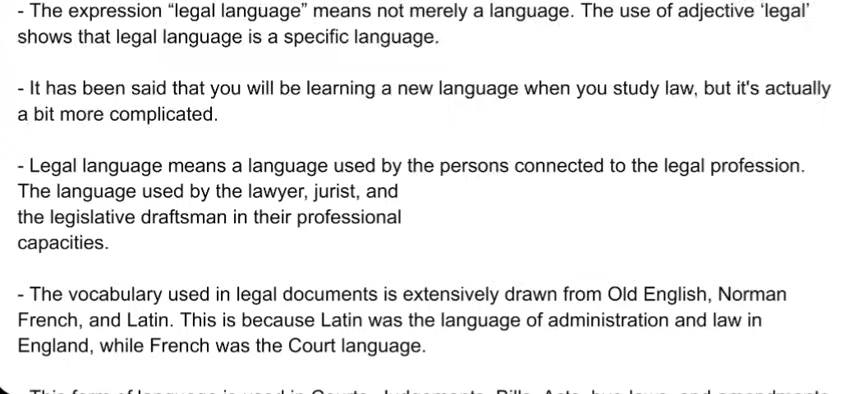 - The expression “legal language” means not merely a language. The use of adjective ‘legal’
shows that legal language is a specific language.
- It has been said that you will be learning a new language when you study law, but it's actually
a bit more complicated.
- Legal language means a language used by the persons connected to the legal profession.
The language used by the lawyer, jurist, and
the legislative draftsman in their professional
capacities.
- The vocabulary used in legal documents is extensively drawn from Old English, Norman
French, and Latin. This is because Latin was the language of administration and law in
England, while French was the Court language.